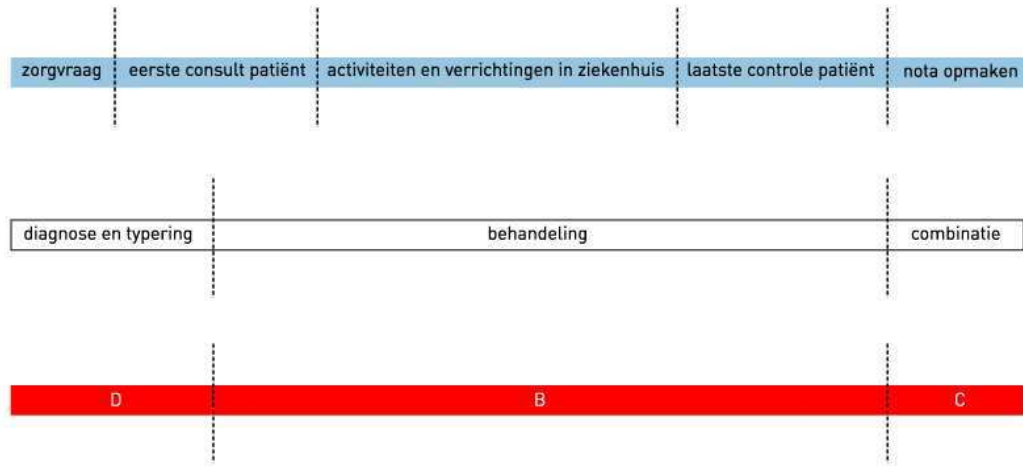 zorgvraag eerste consult patiënt activiteiten en verrichtingen in ziekenhuis laatste controle patiënt nota opmaken
diagnose en typering behandeling combinatie
D B C